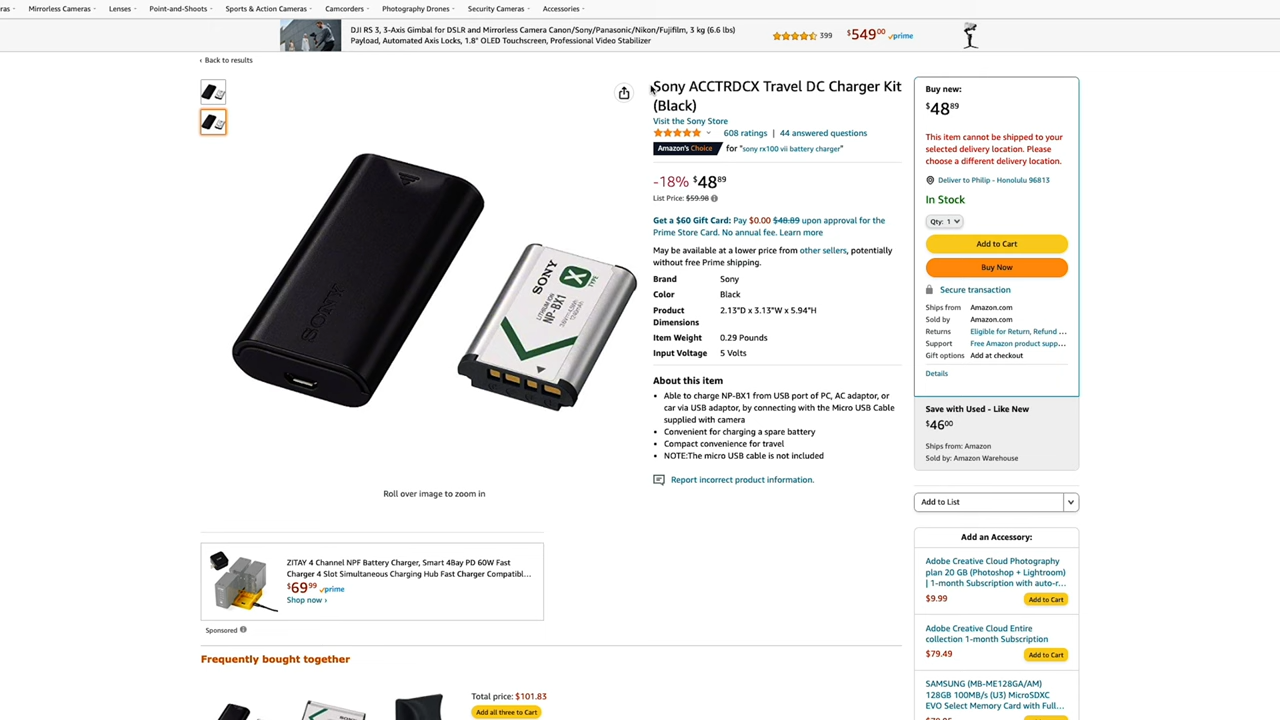 ras
Mirrorless Cameras
Lenses
Point-and-Shoots
Sports & Action Cameras
Camcorders
Photography Drones
Security Cameras
Accessories
DJI RS 3, 3-Axis Gimbal for DSLR and Mirrorless Camera Canon/Sony/Panasonic/Nikon/Fujifilm, 3 kg (6.6 lbs)
Payload, Automated Axis Locks, 1.8" OLED Touchscreen, Professional Video Stabilizer
399
$54900 prime
‹ Back to results
Sony ACCTRDCX Travel DC Charger Kit
(Black)
Visit the Sony Store
608 ratings | 44 answered questions
Amazon's Choice for "sony rx100 vii battery charger"
-18% $4889
List Price: $59.98
Get a $60 Gift Card: Pay $0.00 $48.89 upon approval for the
Prime Store Card. No annual fee. Learn more
May be available at a lower price from other sellers, potentially
without free Prime shipping.
Brand Sony
Color Black
Product 2.13"D x 3.13"W x 5.94"H
Dimensions
Item Weight 0.29 Pounds
Input Voltage 5 Volts
About this item
• Able to charge NP-BX1 from USB port of PC, AC adaptor, or
car via USB adaptor, by connecting with the Micro USB Cable
supplied with camera
• Convenient for charging a spare battery
• Compact convenience for travel
• NOTE:The micro USB cable is not included
Report incorrect product information.
SONY
SONY
X TYPE
LITHIUM ION
NP-BX1
Roll over image to zoom in
ZITAY 4 Channel NPF Battery Charger, Smart 4Bay PD 60W Fast
Charger 4 Slot Simultaneous Charging Hub Fast Charger Compatibl...
$6999 prime
Shop now ›
Sponsored
Frequently bought together
Total price: $101.83
Add all three to Cart
Buy new:
$4889
This item cannot be shipped to your
selected delivery location. Please
choose a different delivery location.
Deliver to Philip - Honolulu 96813
In Stock
Qty: 1
Add to Cart
Buy Now
Secure transaction
Ships from Amazon.com
Sold by Amazon.com
Returns Eligible for Return, Refund ...
Support Free Amazon product supp...
Gift options Add at checkout
Details
Save with Used - Like New
$4600
Ships from: Amazon
Sold by: Amazon Warehouse
Add to List
Add an Accessory:
Adobe Creative Cloud Photography
plan 20 GB (Photoshop + Lightroom)
| 1-month Subscription with auto-r...
$9.99 Add to Cart
Adobe Creative Cloud Entire
collection 1-month Subscription
$79.49 Add to Cart
SAMSUNG (MB-ME128GA/AM)
128GB 100MB/s (U3) MicroSDXC
EVO Select Memory Card with Full...